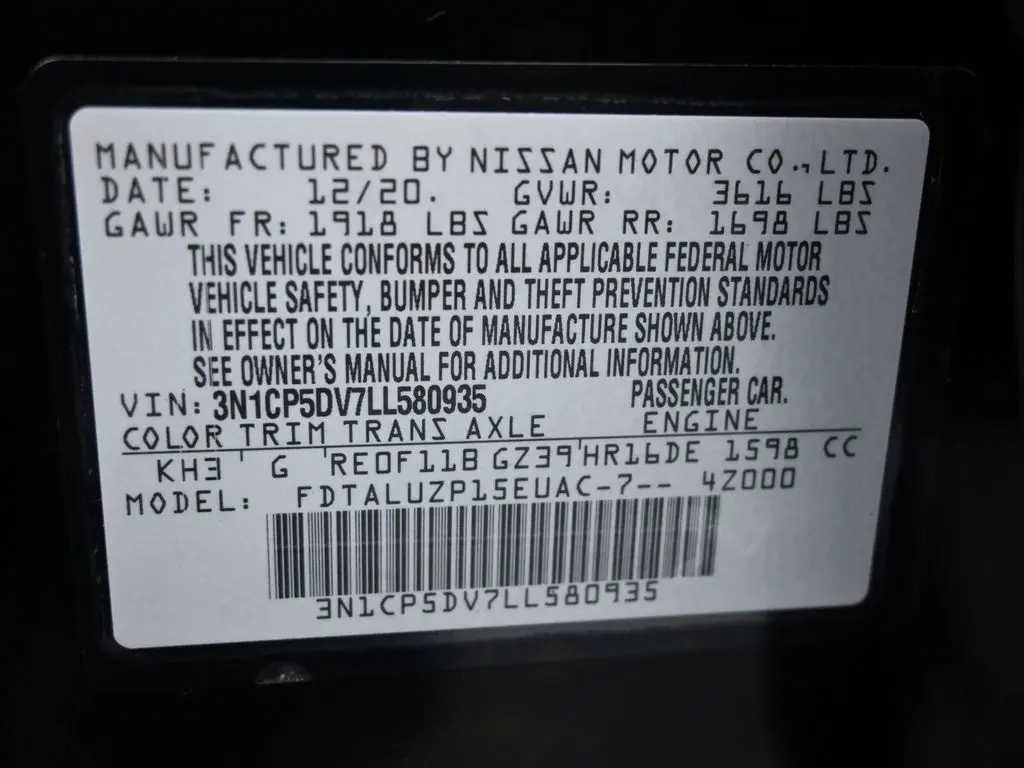 MANUFACTURED BY NISSAN MOTOR CO.,LTD.
DATE: 12/20. GVWR: 3616 LBS
GAWR FR: 1918 LBS GAWR RR: 1698 LBS
THIS VEHICLE CONFORMS TO ALL APPLICABLE FEDERAL MOTOR
VEHICLE SAFETY, BUMPER AND THEFT PREVENTION STANDARDS
IN EFFECT ON THE DATE OF MANUFACTURE SHOWN ABOVE.
SEE OWNER'S MANUAL FOR ADDITIONAL INFORMATION.
VIN: 3N1CP5DV7LL580935 PASSENGER CAR.
COLOR TRIM TRANS AXLE ENGINE
KH3 G RE0F11B GZ39 HR16DE 1598 CC
MODEL: FDTALUZP15EUAC-7-- 4Z000
3N1CP5DV7LL580935